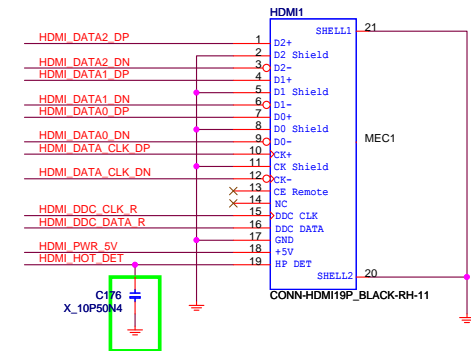 HDMI1
HDMI_DATA2_DP 1 D2+ SHELL1 21
2 D2 Shield
HDMI_DATA2_DN 3 D2-
HDMI_DATA1_DP 4 D1+
5 D1 Shield
HDMI_DATA1_DN 6 D1-
HDMI_DATA0_DP 7 D0+
8 D0 Shield
HDMI_DATA0_DN 9 D0- MEC1
HDMI_DATA_CLK_DP 10 CK+
11 CK Shield
HDMI_DATA_CLK_DN 12 CK-
13 CE Remote
14 NC
HDMI_DDC_CLK_R 15 DDC CLK
HDMI_DDC_DATA_R 16 DDC DATA
17 GND
HDMI_PWR_5V 18 +5V
HDMI_HOT_DET 19 HP DET
SHELL2 20
CONN-HDMI19P_BLACK-RH-11
C176
X_10P50N4